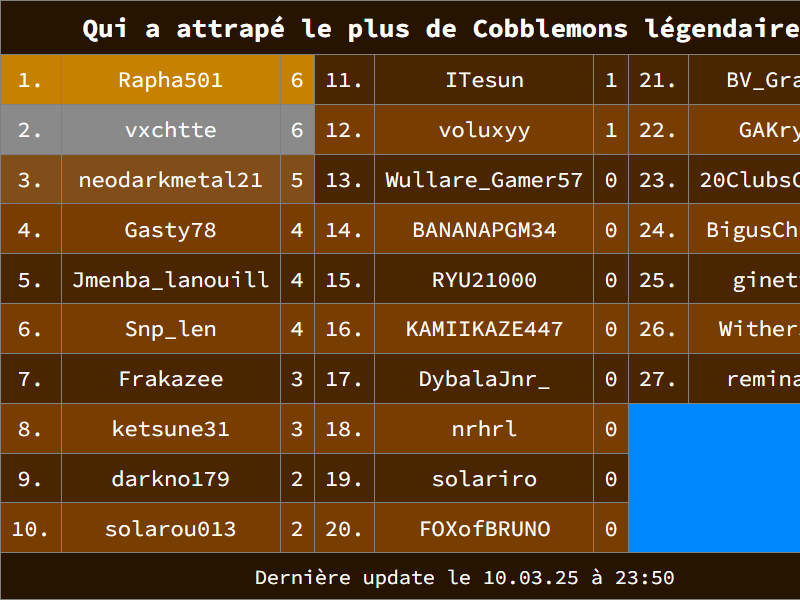 Qui a attrapé le plus de Cobblemons légendaire
1. Rapha501 6 11. ITesun 1 21. BV_Gra
2. vxchtte 6 12. voluxyy 1 22. GAKry
3. neodarkmetal21 5 13. Wullare_Gamer57 0 23. 20ClubsC
4. Gasty78 4 14. BANANAPGM34 0 24. BigusCh
5. Jmenba_lanouill 4 15. RYU21000 0 25. ginet
6. Snp_len 4 16. KAMIIKAZE447 0 26. Wither
7. Frakazee 3 17. DybalaJnr_ 0 27. remina
8. ketsune31 3 18. nrhrl 0
9. darkno179 2 19. solariro 0
10. solarou013 2 20. FOXofBRUNO 0
Dernière update le 10.03.25 à 23:50